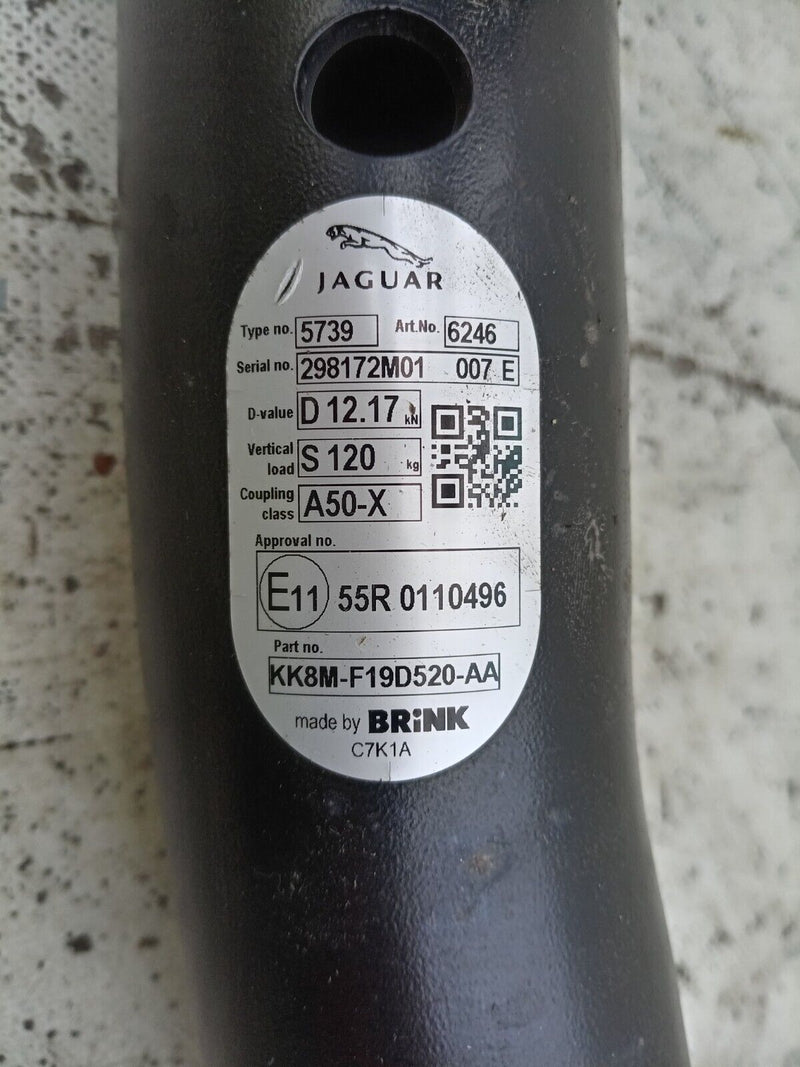 JAGUAR
Type no. 5739 Art.No. 6246
Serial no. 298172M01 007 E
D-value D 12.17 kN
Vertical load S 120 kg
Coupling class A50-X
Approval no.
E11 55R 0110496
Part no.
KK8M-F19D520-AA
made by BRiNK
C7K1A